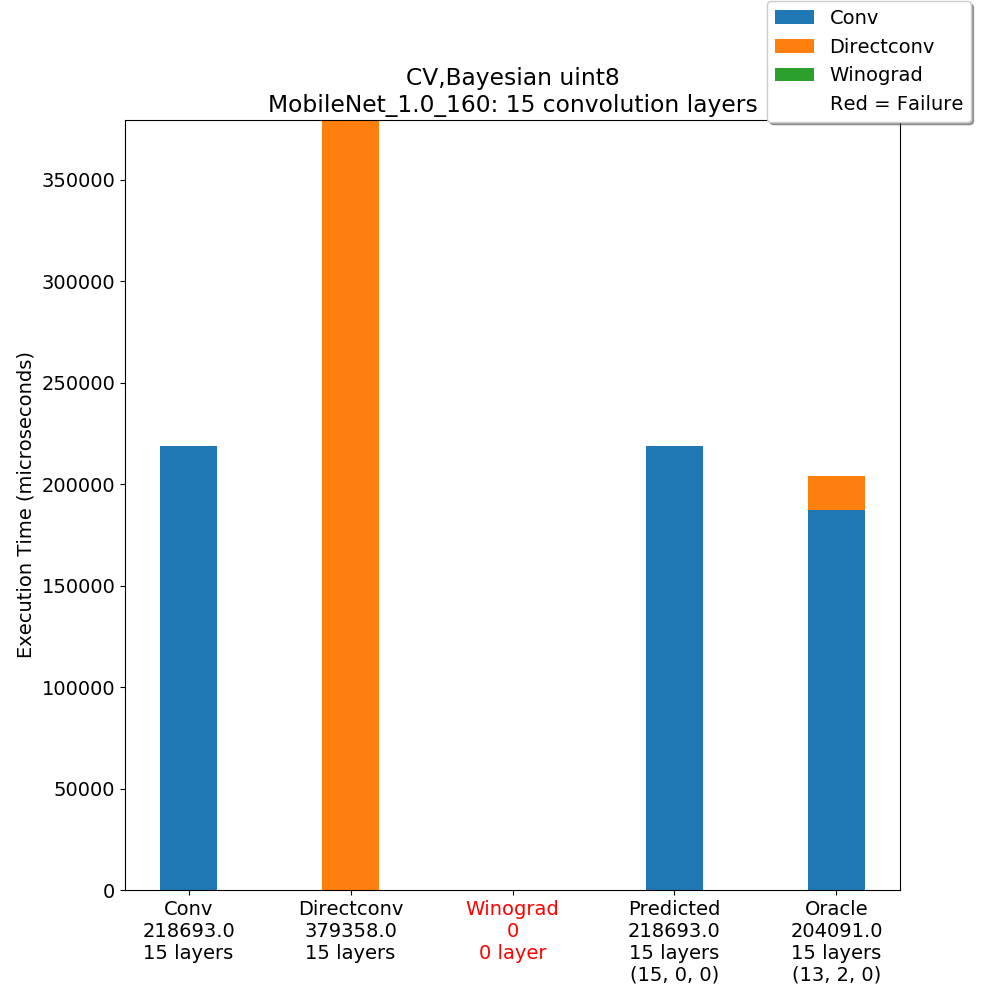 Conv
Directconv
Winograd
Red = Failure
CV,Bayesian uint8
MobileNet_1.0_160: 15 convolution layers
Execution Time (microseconds)
350000
300000
250000
200000
150000
100000
50000
0
Conv
218693.0
15 layers
Directconv
379358.0
15 layers
Winograd
0
0 layer
Predicted
218693.0
15 layers
(15, 0, 0)
Oracle
204091.0
15 layers
(13, 2, 0)